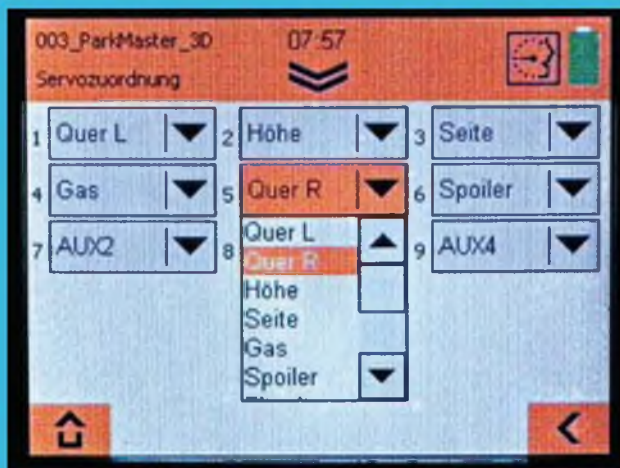 003_ParkMaster_3D 07:57
Servozuordnung
1 Quer L 2 Höhe 3 Seite
4 Gas 5 Quer R 6 Spoiler
7 AUX2 8 Quer L 9 AUX4
Quer R
Höhe
Seite
Gas
Spoiler